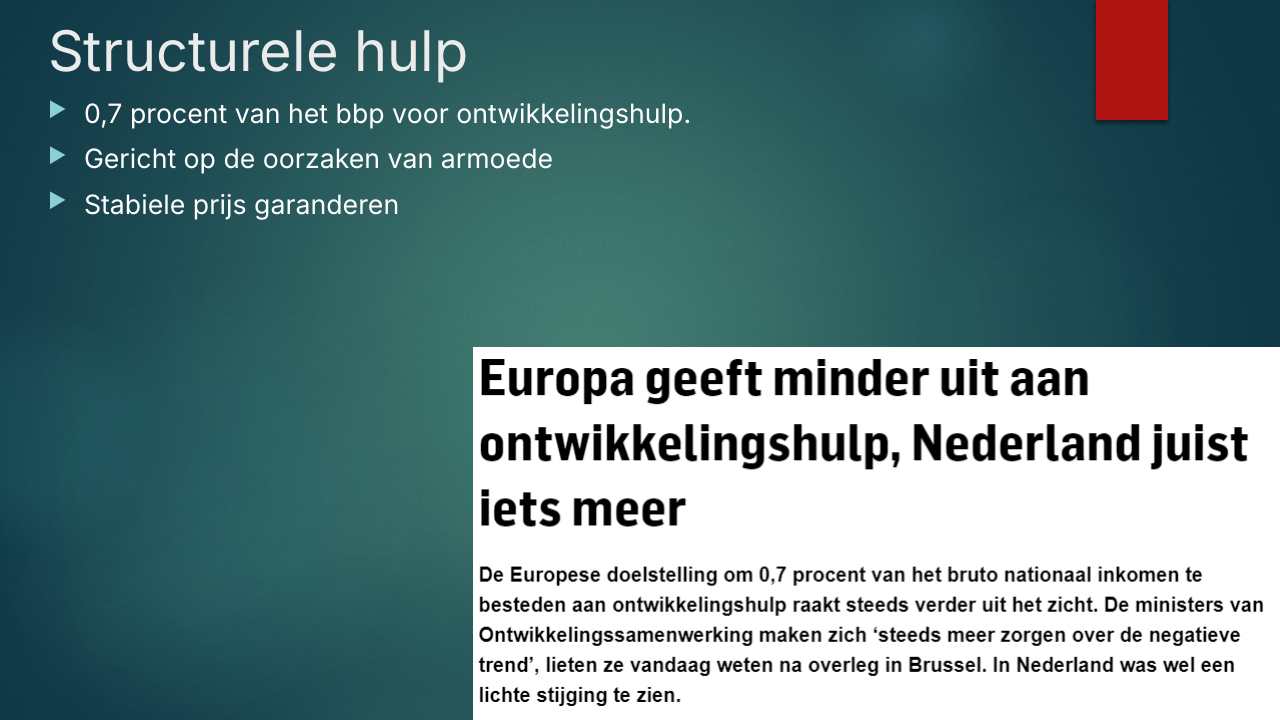 Structurele hulp
0,7 procent van het bbp voor ontwikkelingshulp.
Gericht op de oorzaken van armoede
Stabiele prijs garanderen
Europa geeft minder uit aan
ontwikkelingshulp, Nederland juist
iets meer
De Europese doelstelling om 0,7 procent van het bruto nationaal inkomen te
besteden aan ontwikkelingshulp raakt steeds verder uit het zicht. De ministers van
Ontwikkelingssamenwerking maken zich ‘steeds meer zorgen over de negatieve
trend’, lieten ze vandaag weten na overleg in Brussel. In Nederland was wel een
lichte stijging te zien.